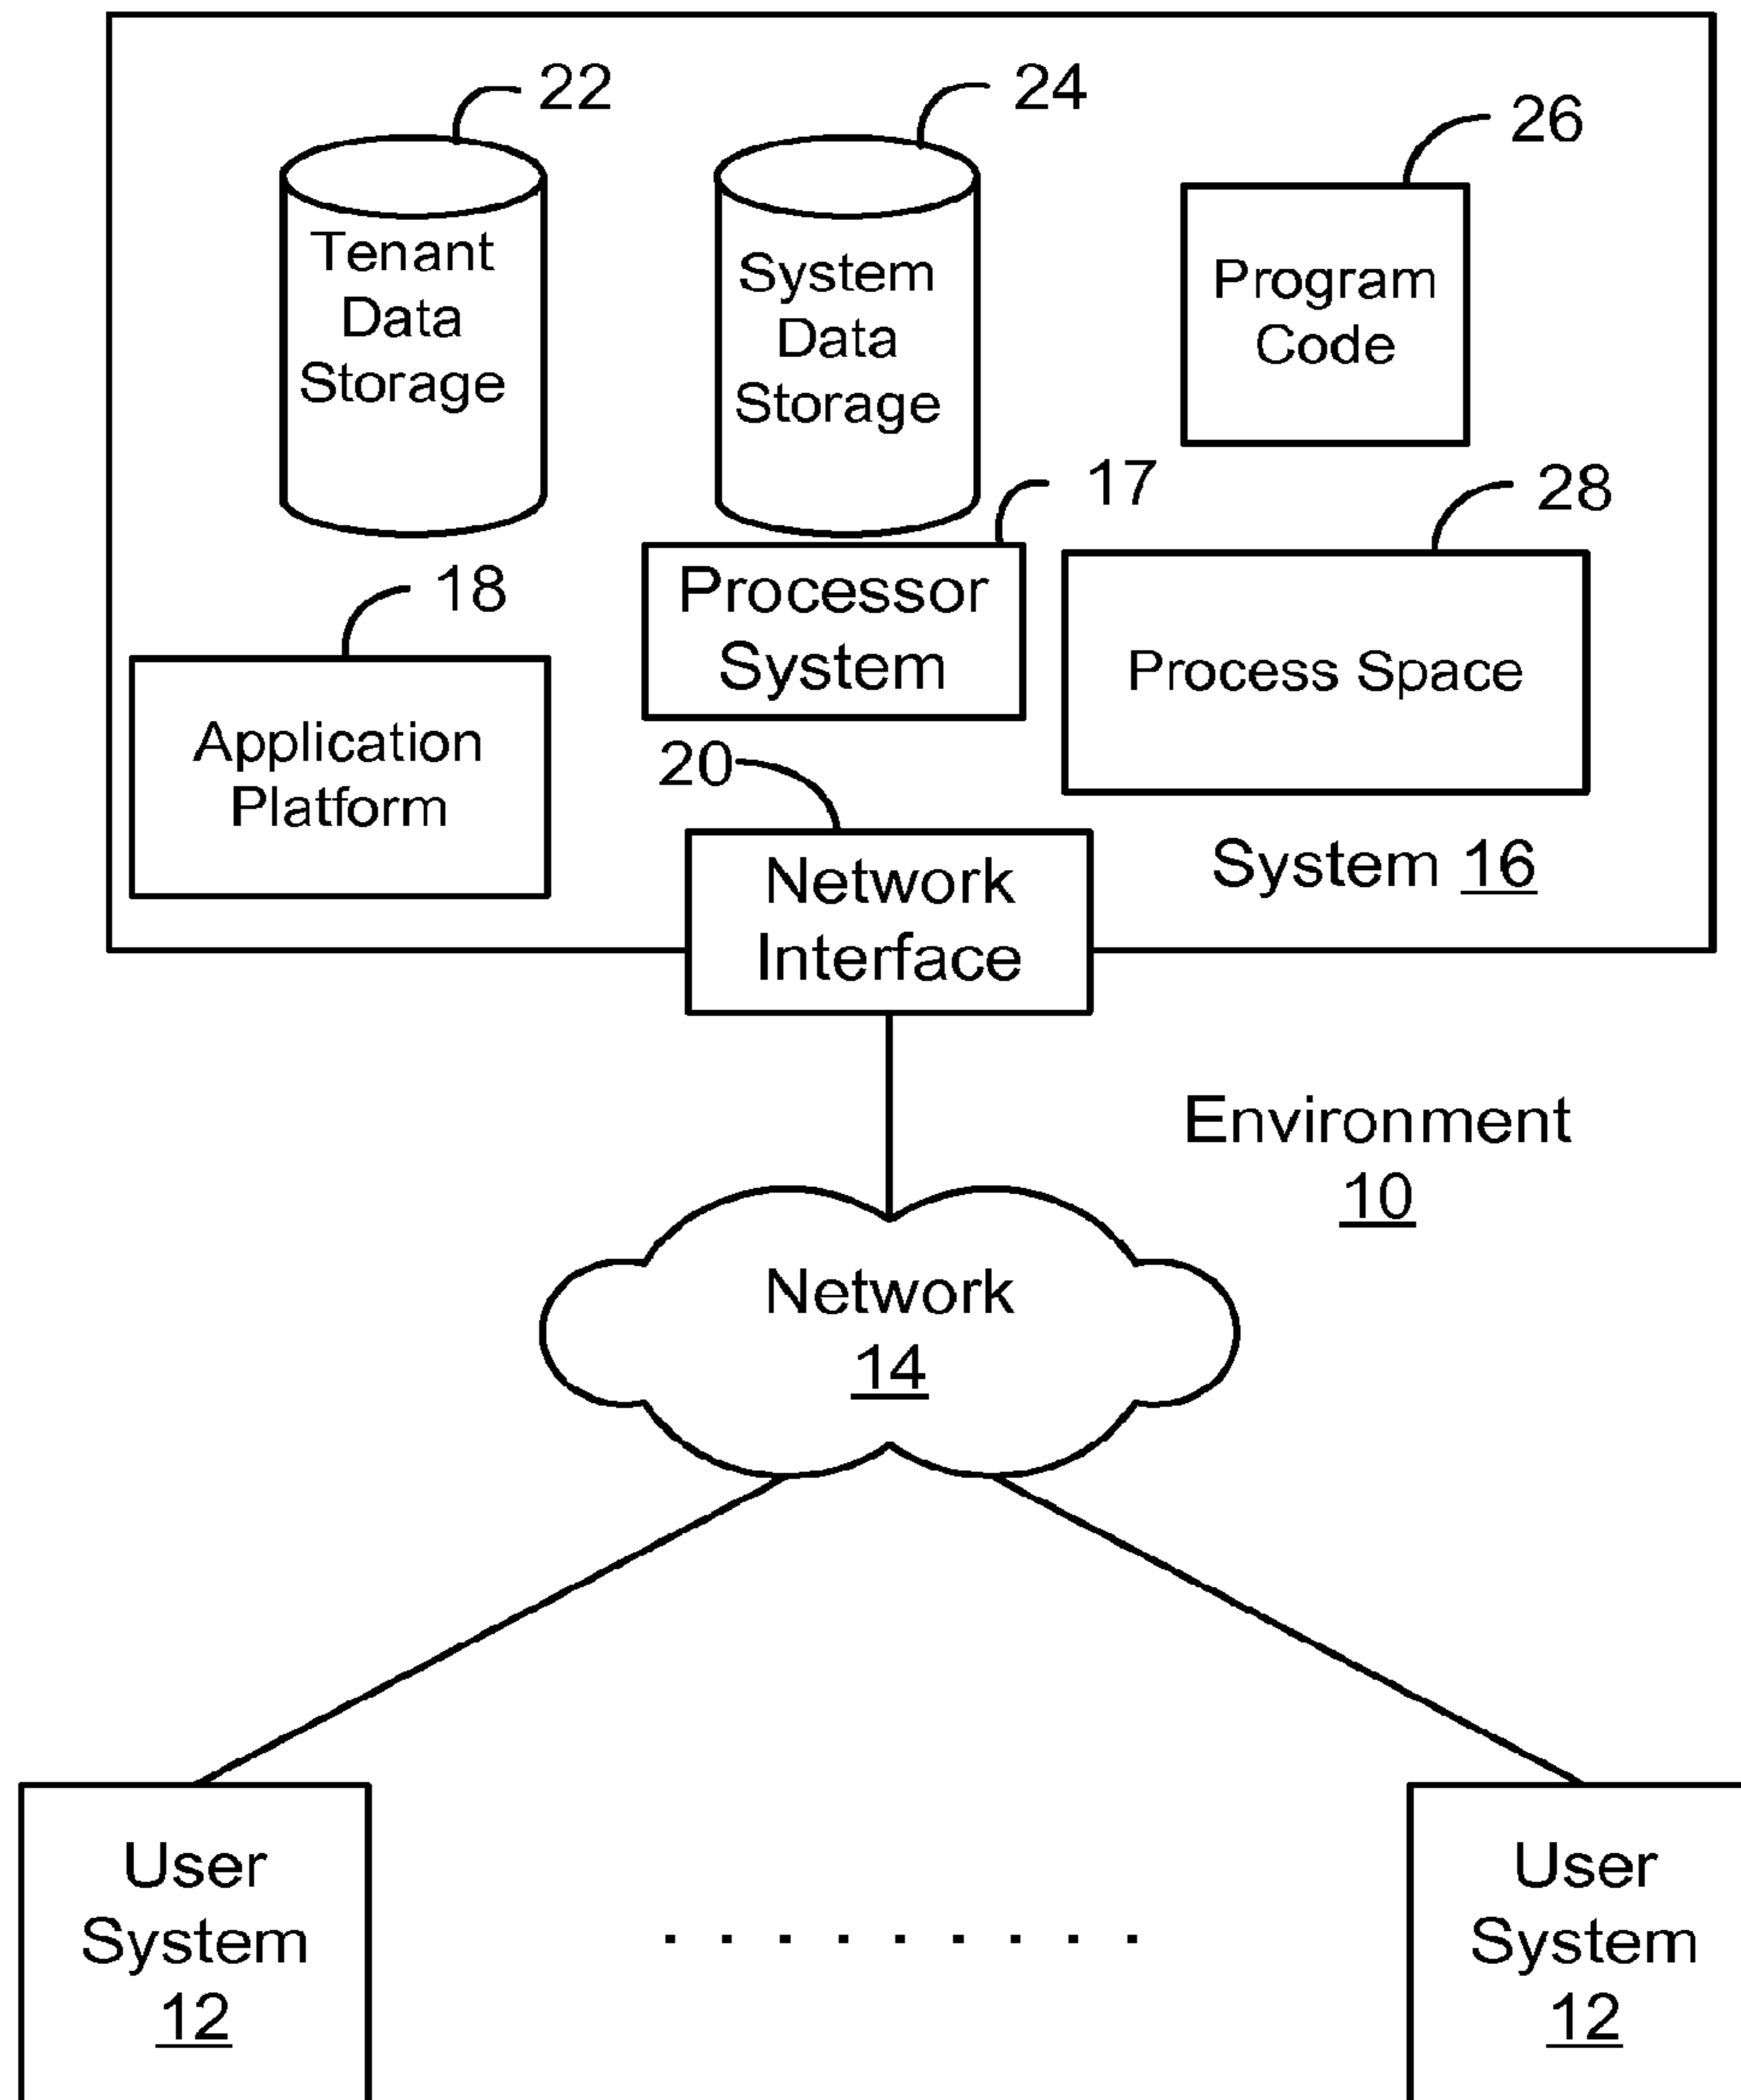 22
24
26
Tenant
Data
Storage
System
Data
Storage
Program
Code
17
28
18
Processor
System
Process Space
Application
Platform
20
Network
Interface
System 16
Environment
10
Network
14
User
System
12
. . . . . . . . .
User
System
12